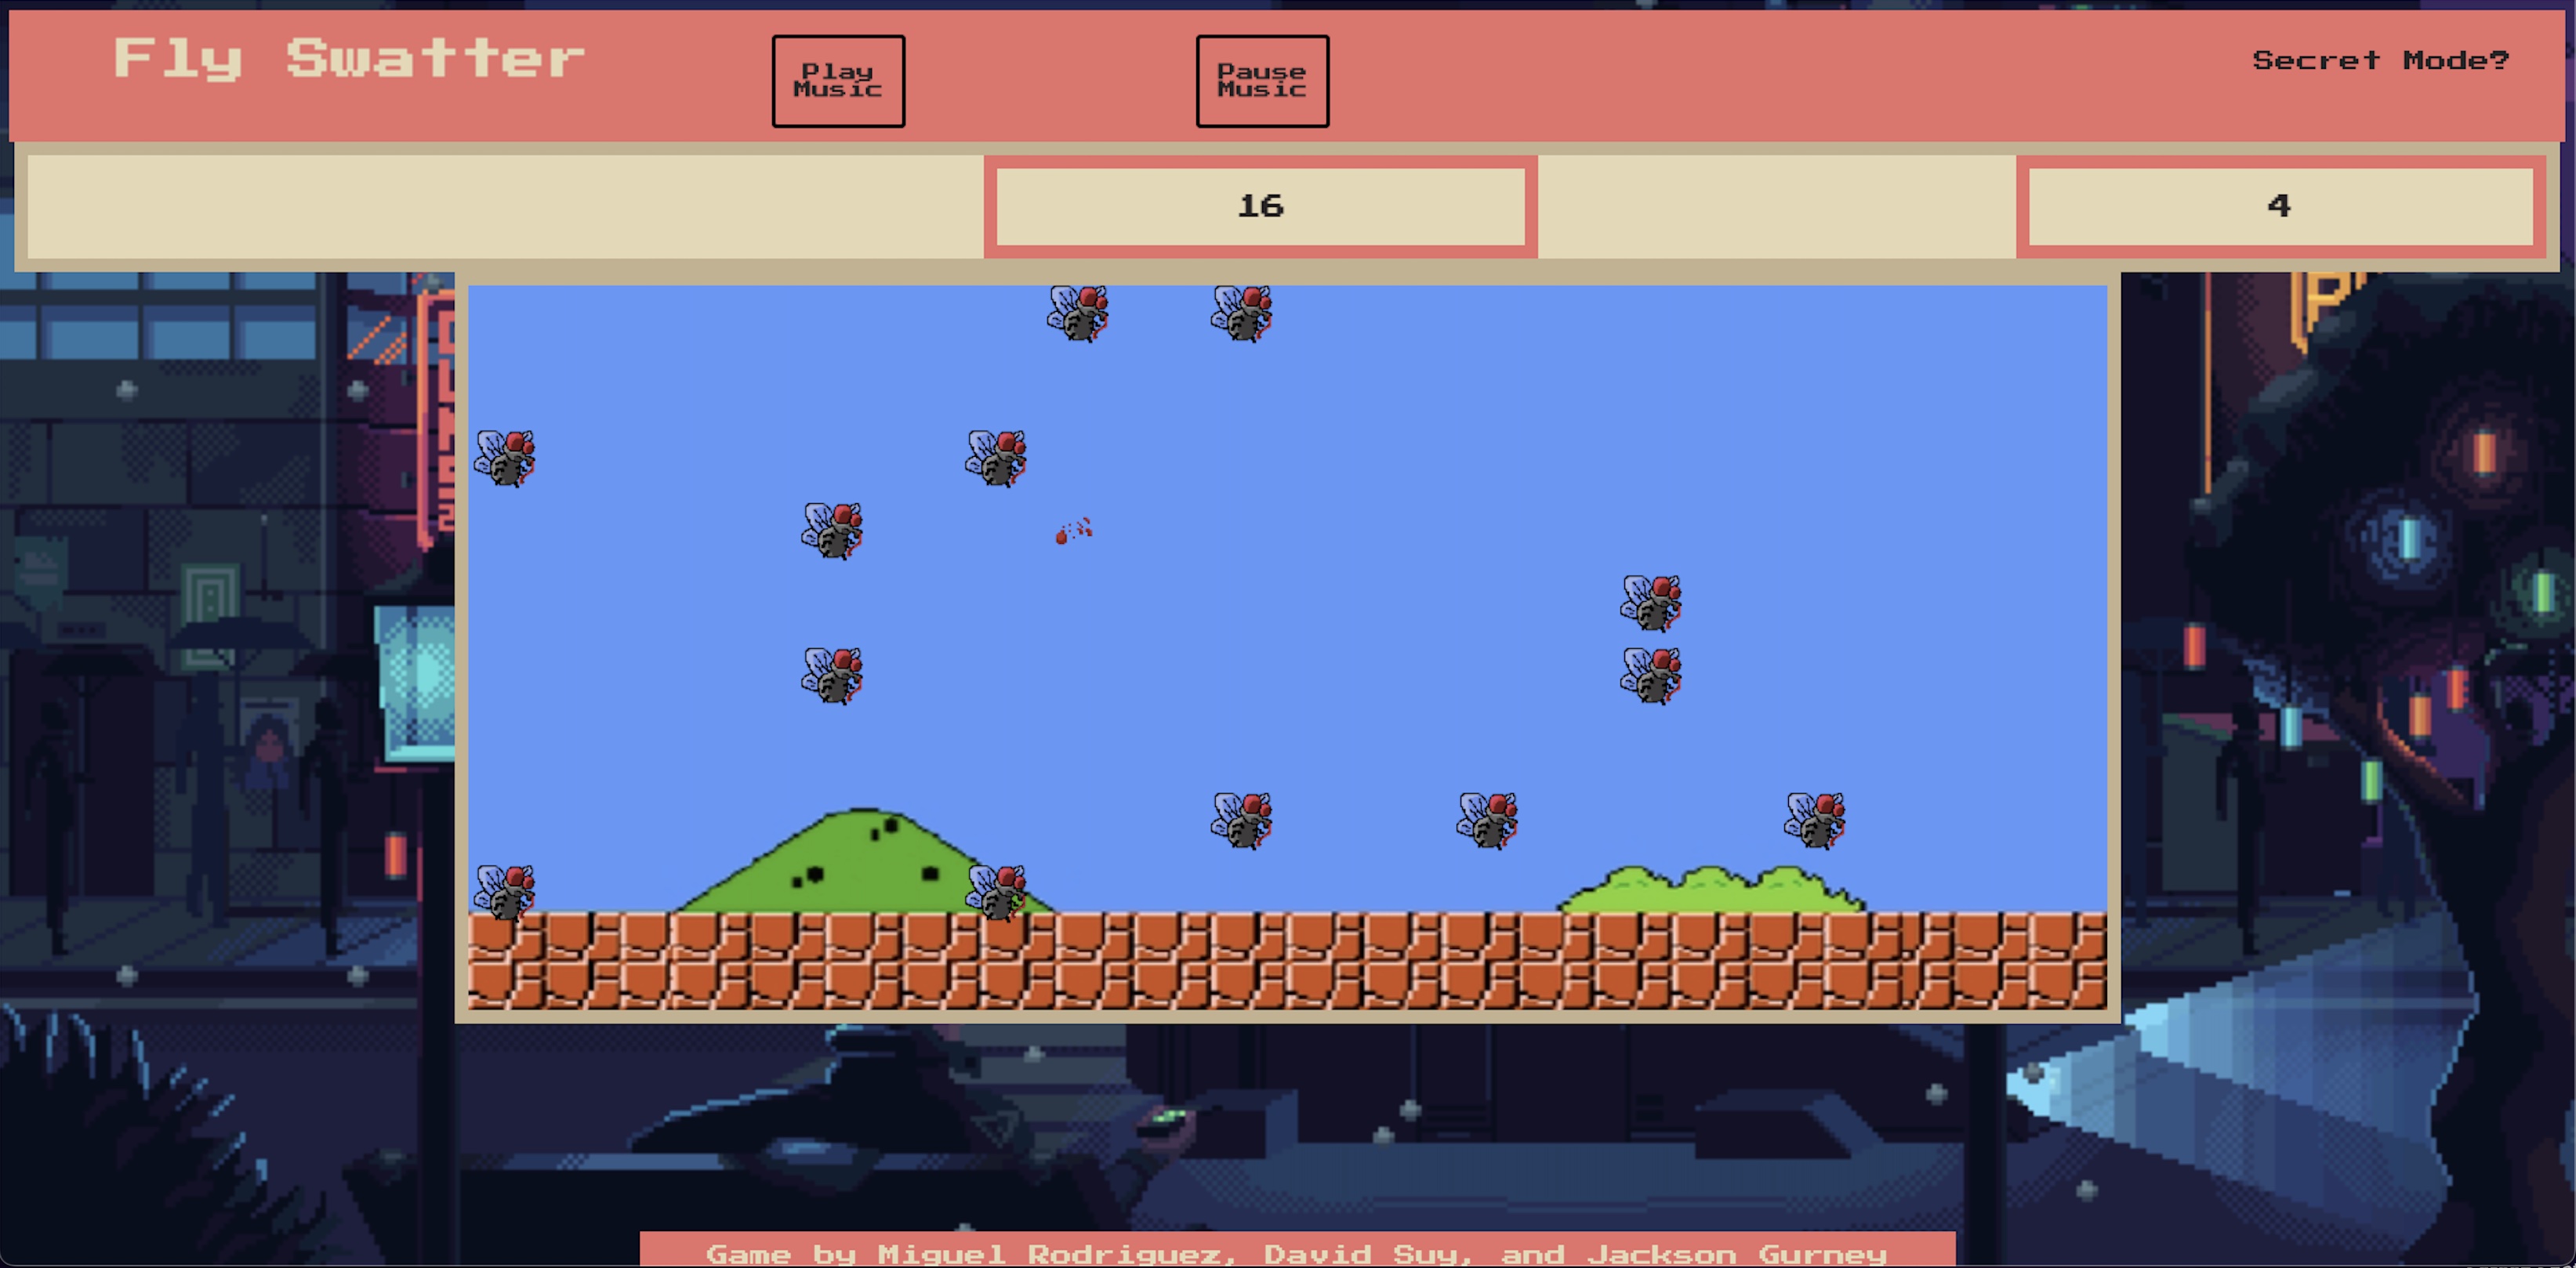 Fly Swatter
Play
Music
Pause
Music
Secret Mode?
16
4
Game by Miguel Rodriguez, David Suy, and Jackson Gurney